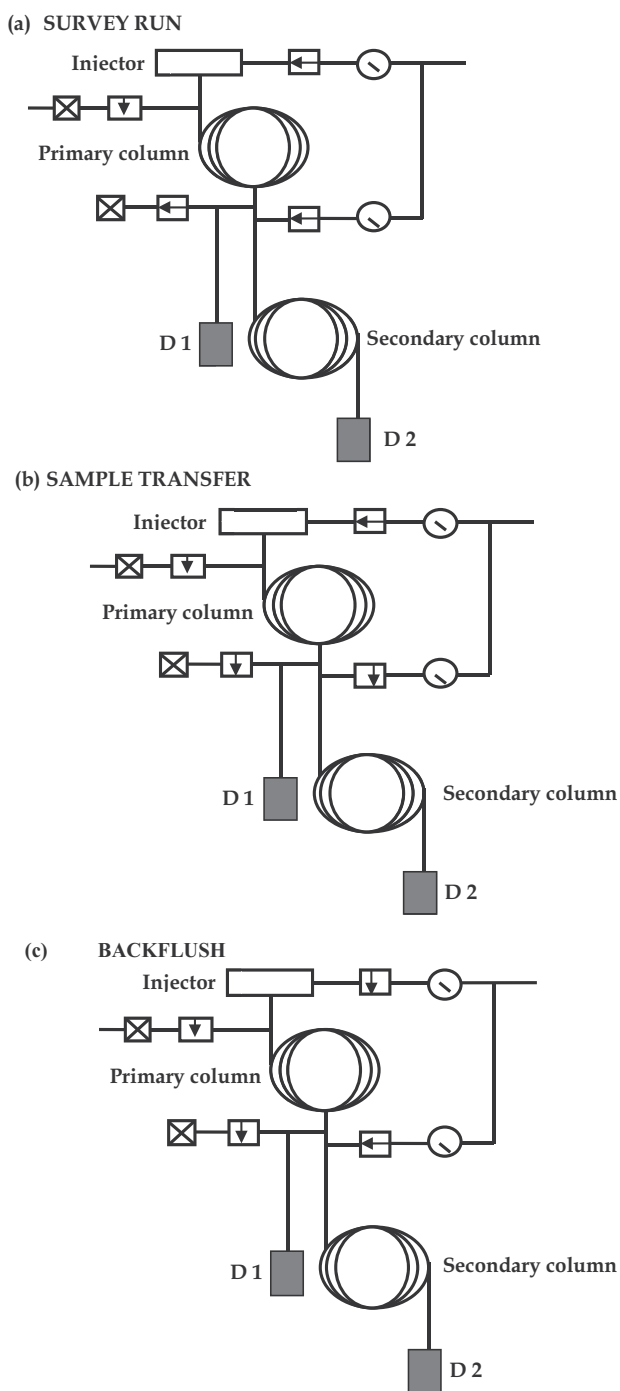 (a) SURVEY RUN
Injector
Primary column
D 1
Secondary column
D 2
(b) SAMPLE TRANSFER
Injector
Primary column
D 1
Secondary column
D 2
(c) BACKFLUSH
Injector
Primary column
D 1
Secondary column
D 2